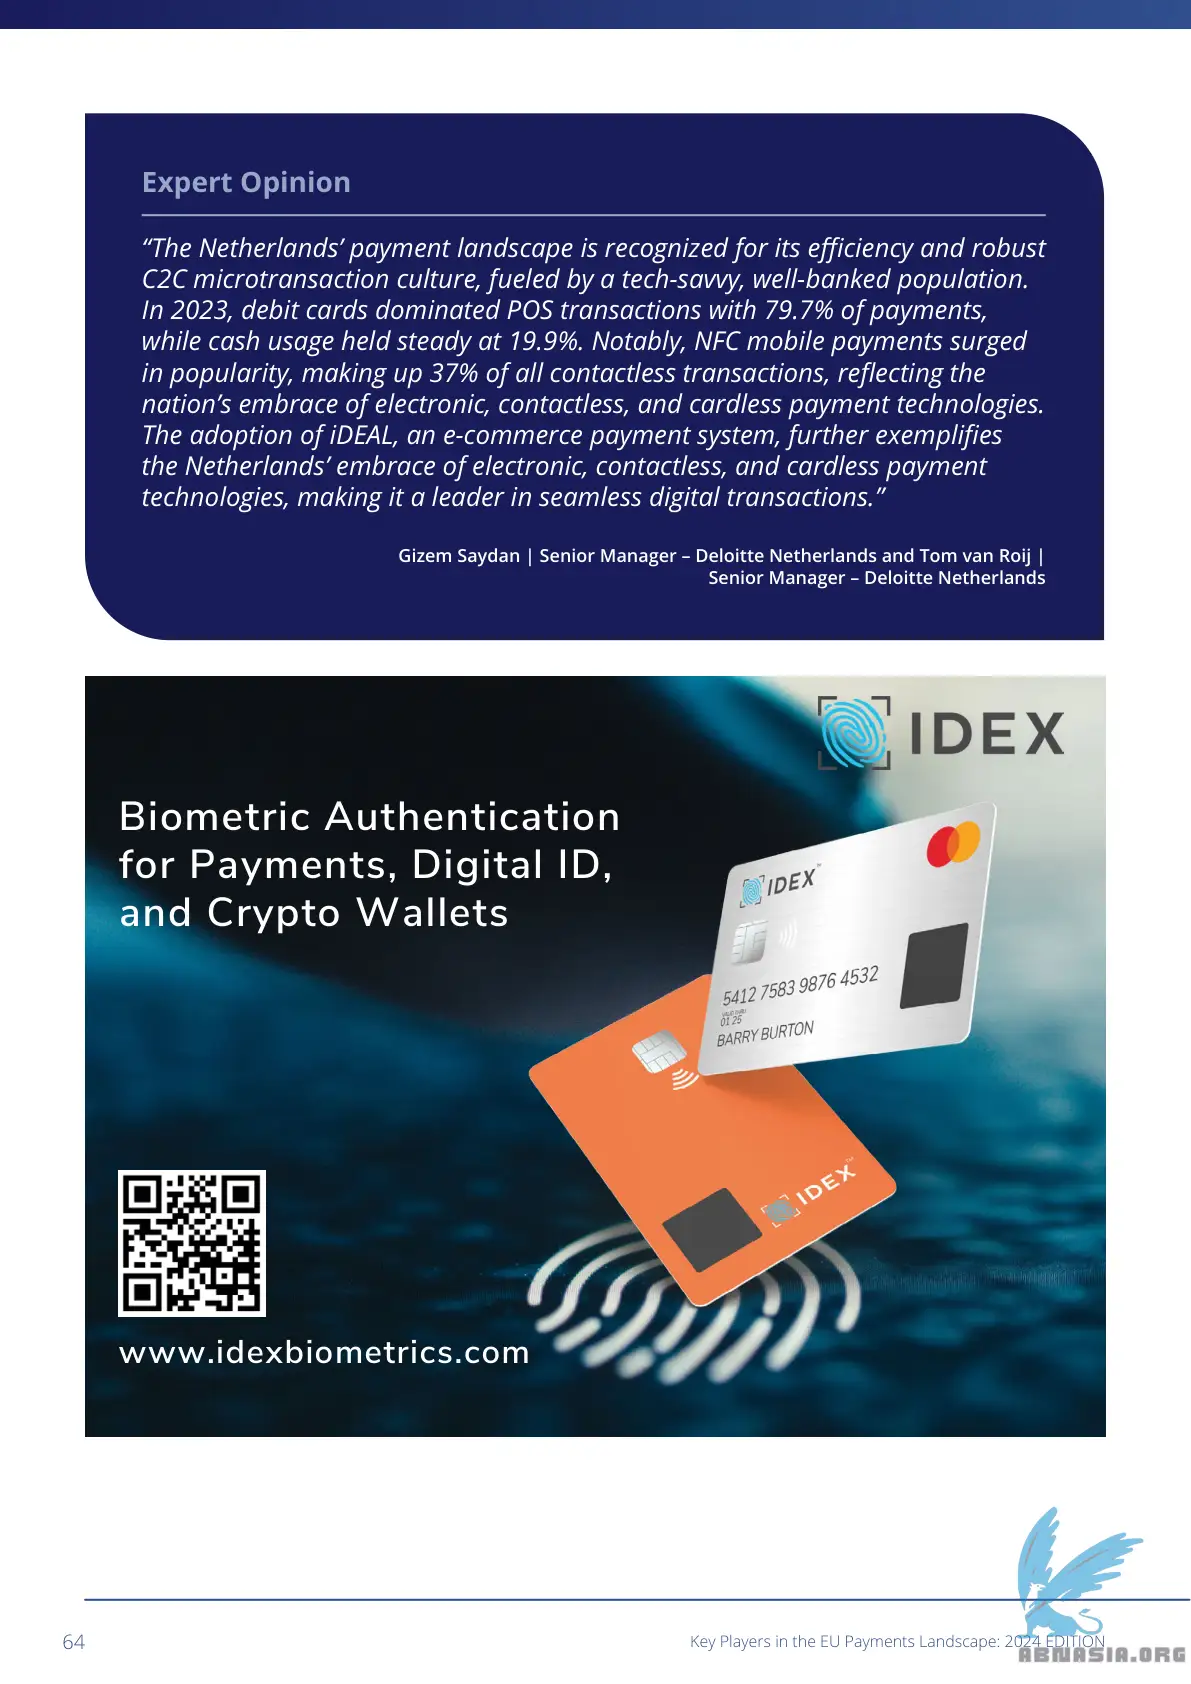 Expert Opinion
“The Netherlands’ payment landscape is recognized for its efficiency and robust
C2C microtransaction culture, fueled by a tech-savvy, well-banked population.
In 2023, debit cards dominated POS transactions with 79.7% of payments,
while cash usage held steady at 19.9%. Notably, NFC mobile payments surged
in popularity, making up 37% of all contactless transactions, reflecting the
nation’s embrace of electronic, contactless, and cardless payment technologies.
The adoption of iDEAL, an e-commerce payment system, further exemplifies
the Netherlands’ embrace of electronic, contactless, and cardless payment
technologies, making it a leader in seamless digital transactions.”
Gizem Saydan | Senior Manager – Deloitte Netherlands and Tom van Roij |
Senior Manager – Deloitte Netherlands
IDEX
Biometric Authentication
for Payments, Digital ID,
and Crypto Wallets
IDEX™
5412 7583 9876 4532
VALID THRU
01 25
BARRY BURTON
IDEX™
www.idexbiometrics.com
64
Key Players in the EU Payments Landscape: 2024 EDITION
ABNASIA.ORG